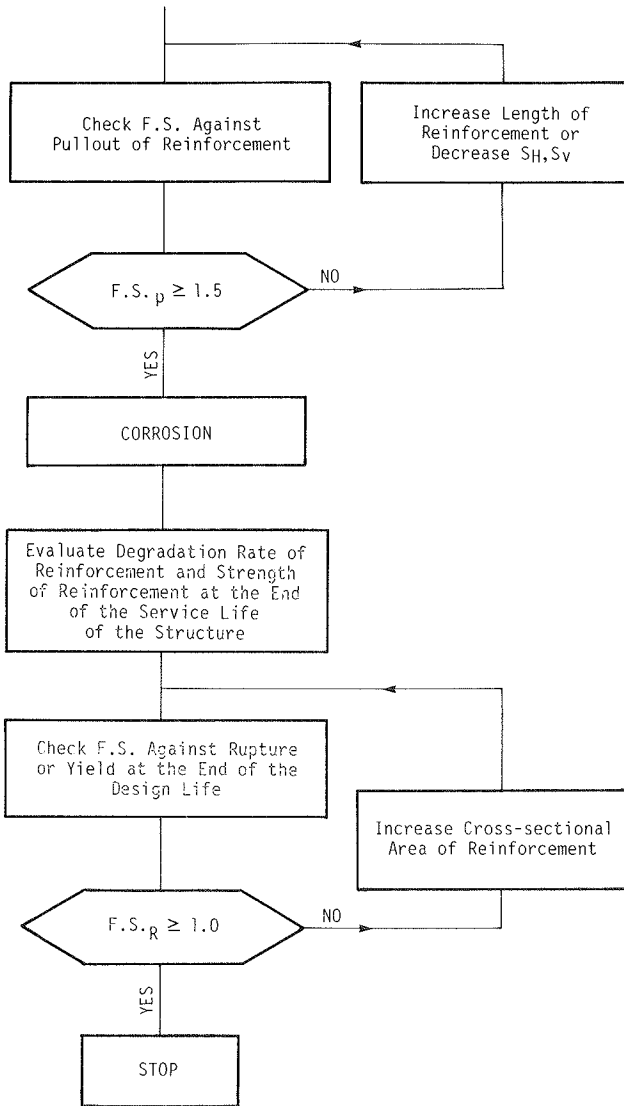 Check F.S. Against
Pullout of Reinforcement
Increase Length of
Reinforcement or
Decrease SH,SV
F.S.p ≥ 1.5
NO
YES
CORROSION
Evaluate Degradation Rate of
Reinforcement and Strength
of Reinforcement at the End
of the Service Life
of the Structure
Check F.S. Against Rupture
or Yield at the End of the
Design Life
Increase Cross-sectional
Area of Reinforcement
F.S.R ≥ 1.0
NO
YES
STOP